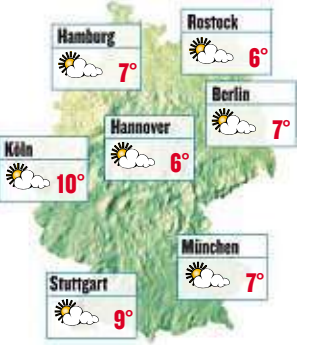 Rostock
6°
Hamburg
7°
Berlin
7°
Hannover
6°
Köln
10°
München
7°
Stuttgart
9°